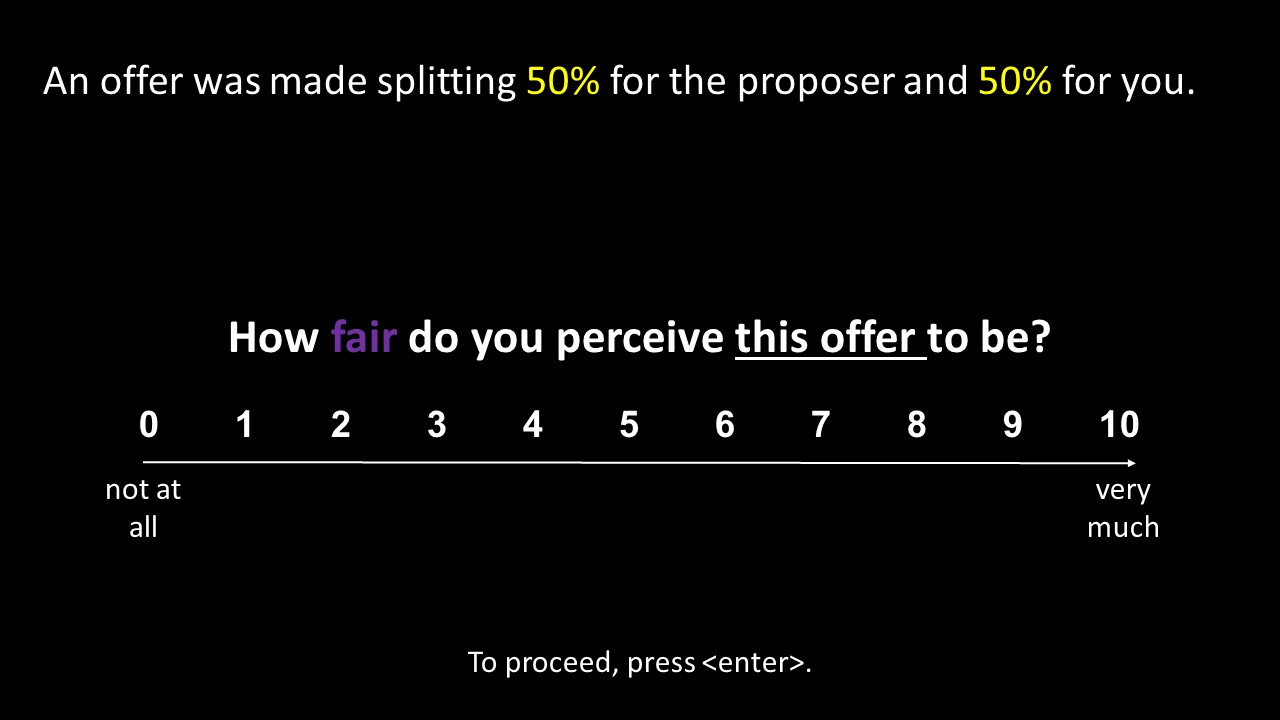 An offer was made splitting 50% for the proposer and 50% for you.
How fair do you perceive this offer to be?
0 1 2 3 4 5 6 7 8 9 10
not at all
very much
To proceed, press <enter>.